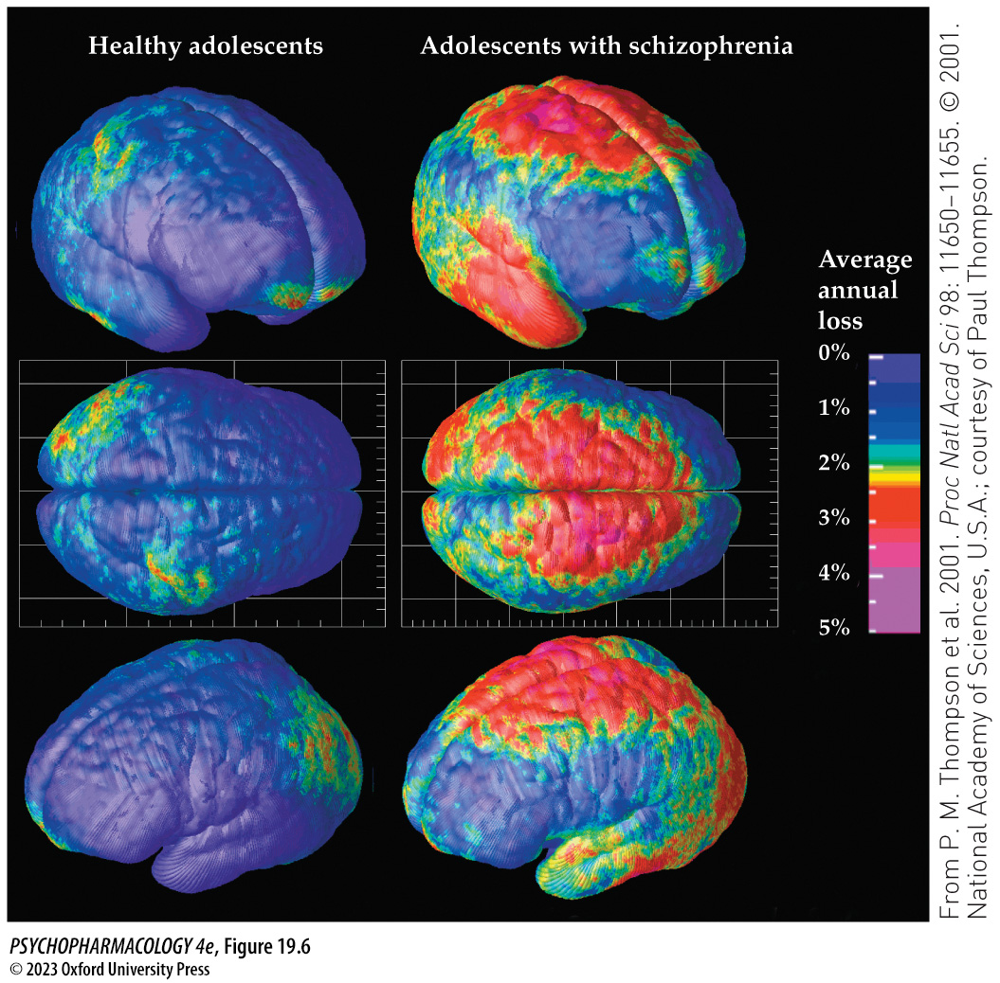 Healthy adolescents
Adolescents with schizophrenia
Average
annual
loss
0%
1%
2%
3%
4%
5%
From P. M. Thompson et al. 2001. Proc Natl Acad Sci 98: 11650–11655. © 2001.
National Academy of Sciences, U.S.A.; courtesy of Paul Thompson.
PSYCHOPHARMACOLOGY 4e, Figure 19.6
© 2023 Oxford University Press